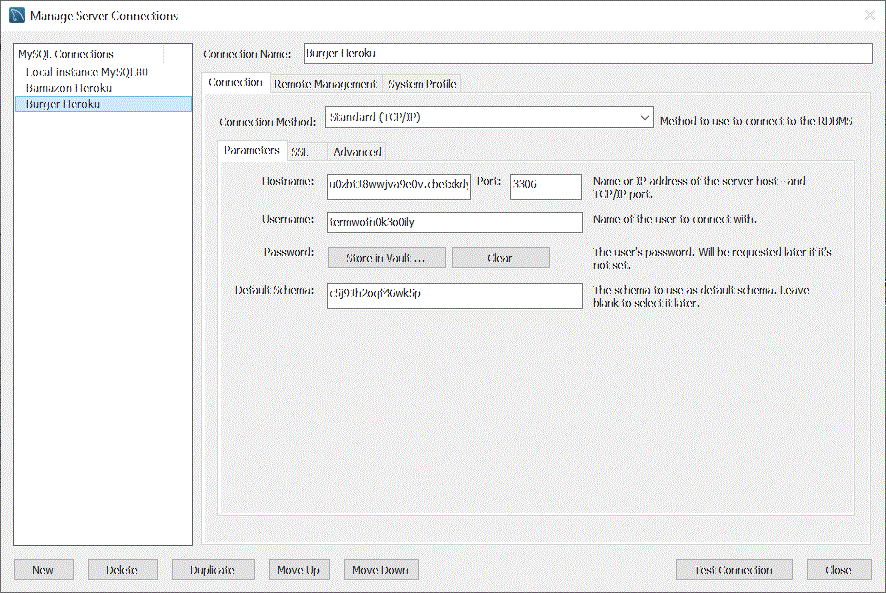 Manage Server Connections
MySQL Connections
Local instance MySQL80
Bamazon Heroku
Burger Heroku
Connection Name: Burger Heroku
Connection Remote Management System Profile
Connection Method: Standard (TCP/IP) Method to use to connect to the RDBMS
Parameters SSL Advanced
Hostname: Port: 3306 Name or IP address of the server host - and
TCP/IP port.
Username: Name of the user to connect with.
Password: Store in Vault ... Clear The user's password. Will be requested later if it's
not set.
Default Schema: The schema to use as default schema. Leave
blank to select it later.
New Delete Duplicate Move Up Move Down Test Connection Close